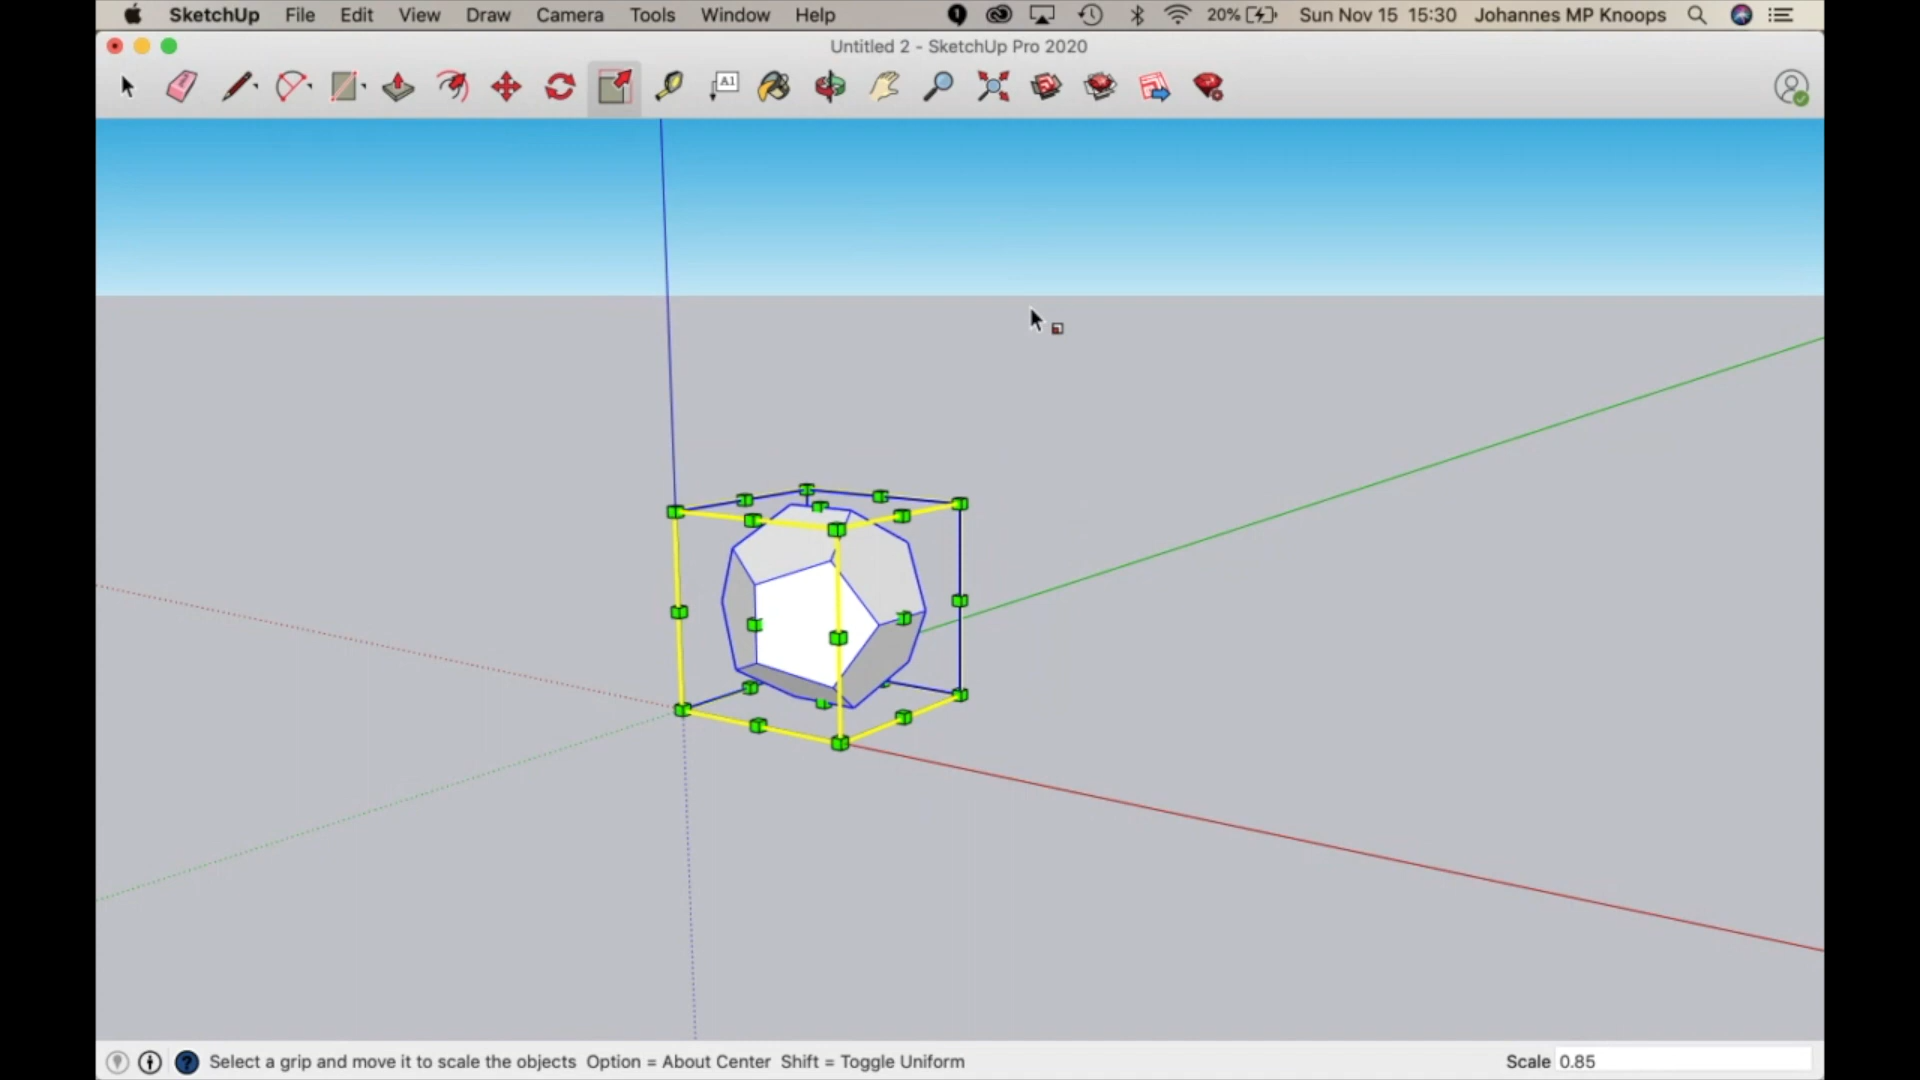 SketchUp File Edit View Draw Camera Tools Window Help 20% Sun Nov 15 15:30 Johannes MP Knoops
Untitled 2 - SketchUp Pro 2020
A1
Select a grip and move it to scale the objects Option = About Center Shift = Toggle Uniform Scale 0.85